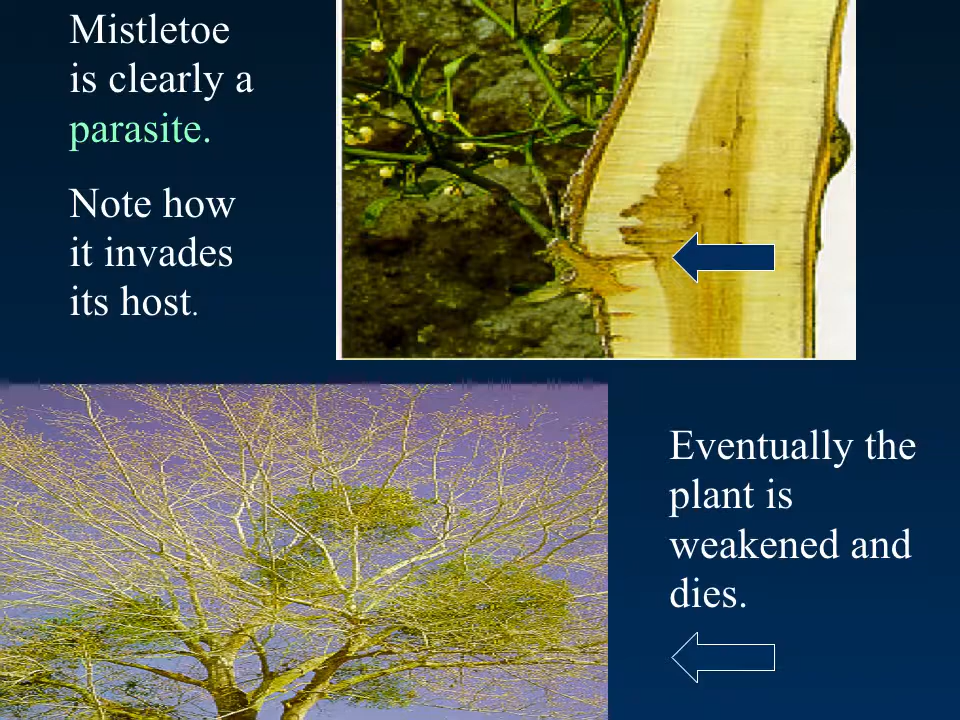 Mistletoe
is clearly a
parasite.
Note how
it invades
its host.
Eventually the
plant is
weakened and
dies.